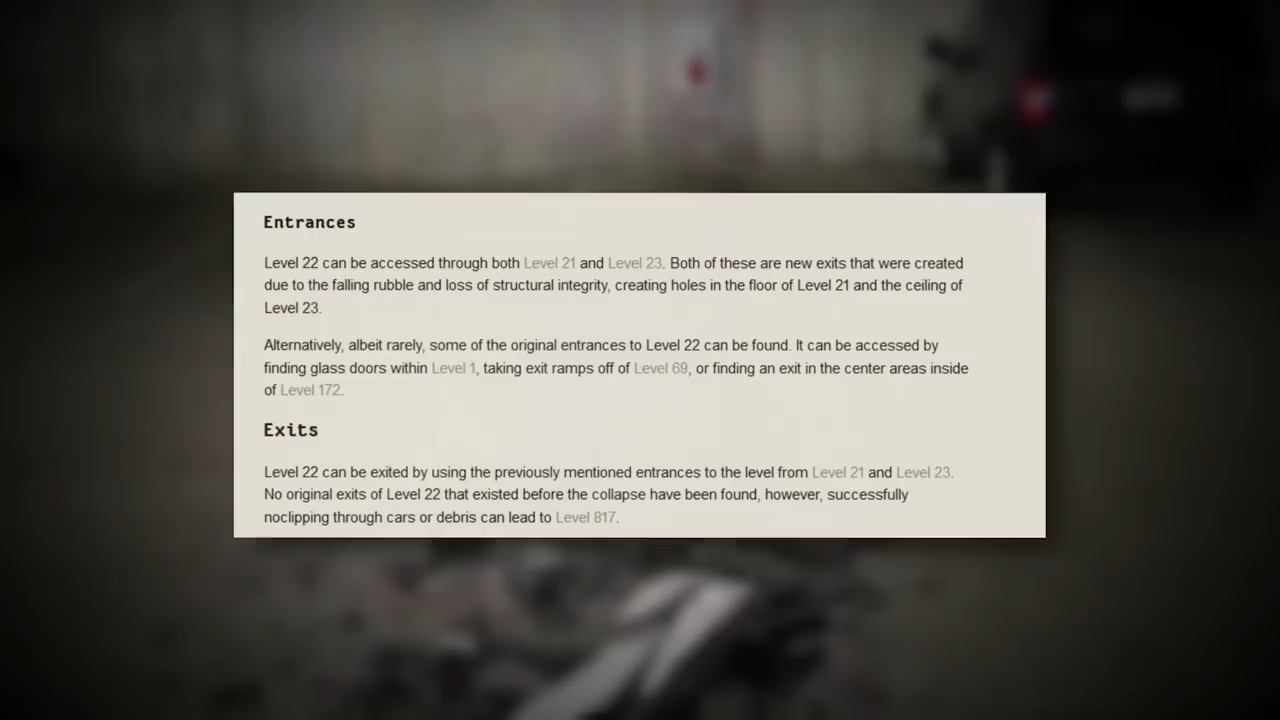 Entrances
Level 22 can be accessed through both Level 21 and Level 23. Both of these are new exits that were created
due to the falling rubble and loss of structural integrity, creating holes in the floor of Level 21 and the ceiling of
Level 23.
Alternatively, albeit rarely, some of the original entrances to Level 22 can be found. It can be accessed by
finding glass doors within Level 1, taking exit ramps off of Level 69, or finding an exit in the center areas inside
of Level 172.
Exits
Level 22 can be exited by using the previously mentioned entrances to the level from Level 21 and Level 23.
No original exits of Level 22 that existed before the collapse have been found, however, successfully
noclipping through cars or debris can lead to Level 817.